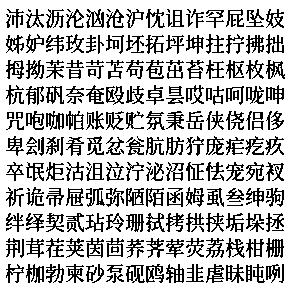 沛汰沥沦汹沧沪忱诅诈罕屁坠妓
姊妒纬玫卦坷坯拓坪坤拄拧拂拙
拇拗茉昔苛苫苟苞茁苔枉枢枚枫
杭郁矾奈奄殴歧卓昙哎咕呵咙呻
咒咆咖帕账贬贮氛秉岳侠侥侣侈
卑刽刹肴觅忿瓮肮肪狞庞疟疙疚
卒氓炬沽沮泣泞泌沼怔怯宠宛衩
祈诡帚屉弧弥陋陌函姆虱叁绅驹
绊绎契贰玷玲珊拭拷拱挟垢垛拯
荆茸茬荚茵茴荞荠荤荧荔栈柑栅
柠枷勃柬砂泵砚鸥轴韭虐昧盹咧